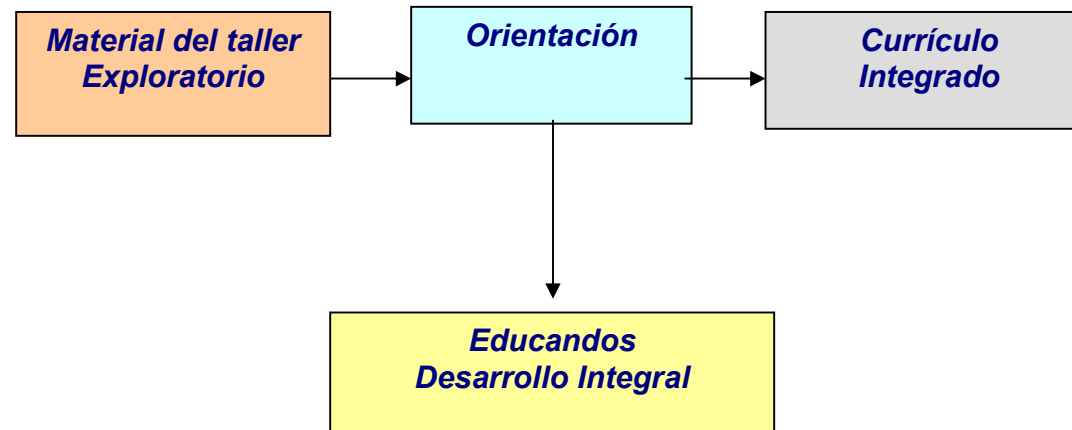 Material del taller
Exploratorio
Orientación
Currículo
Integrado
Educandos
Desarrollo Integral